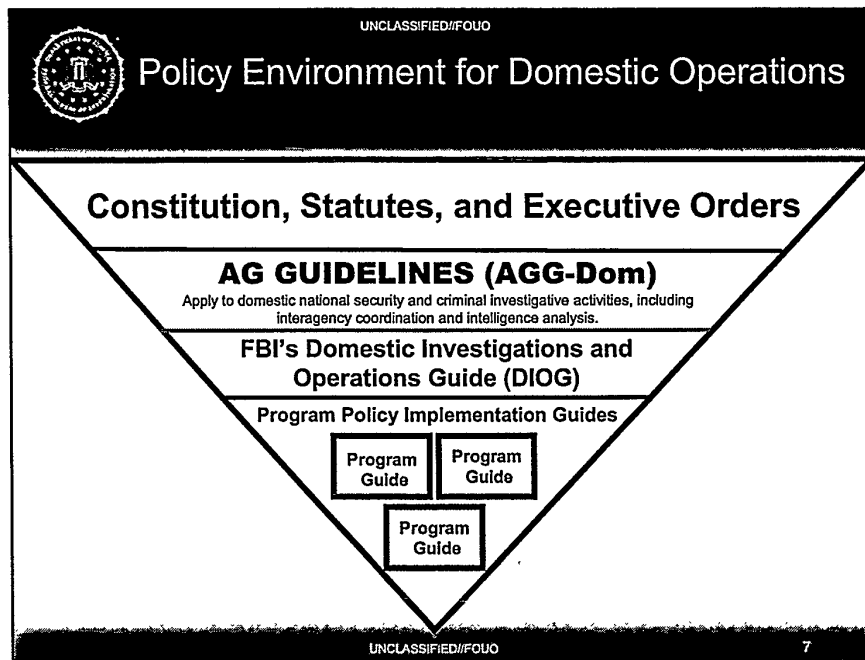 UNCLASSIFIED//FOUO
Policy Environment for Domestic Operations
Constitution, Statutes, and Executive Orders
AG GUIDELINES (AGG-Dom)
Apply to domestic national security and criminal investigative activities, including
interagency coordination and intelligence analysis.
FBI's Domestic Investigations and
Operations Guide (DIOG)
Program Policy Implementation Guides
Program
Guide
Program
Guide
Program
Guide
UNCLASSIFIED//FOUO
7